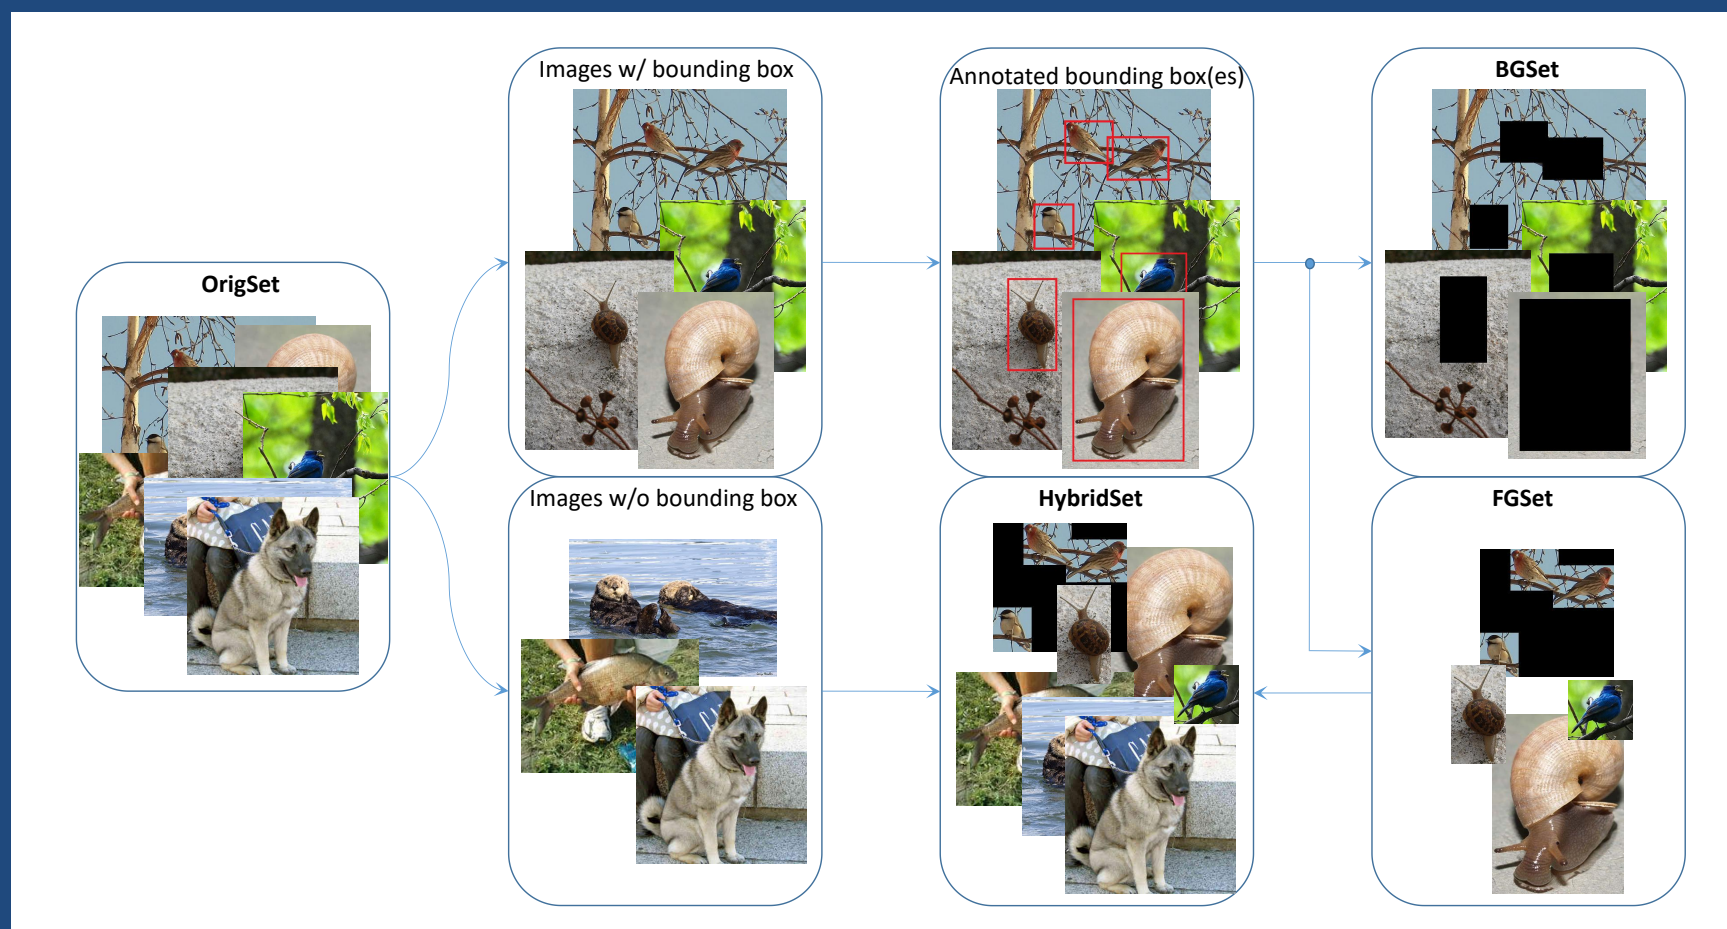 OrigSet
Images w/ bounding box
Annotated bounding box(es)
BGSet
Images w/o bounding box
HybridSet
FGSet